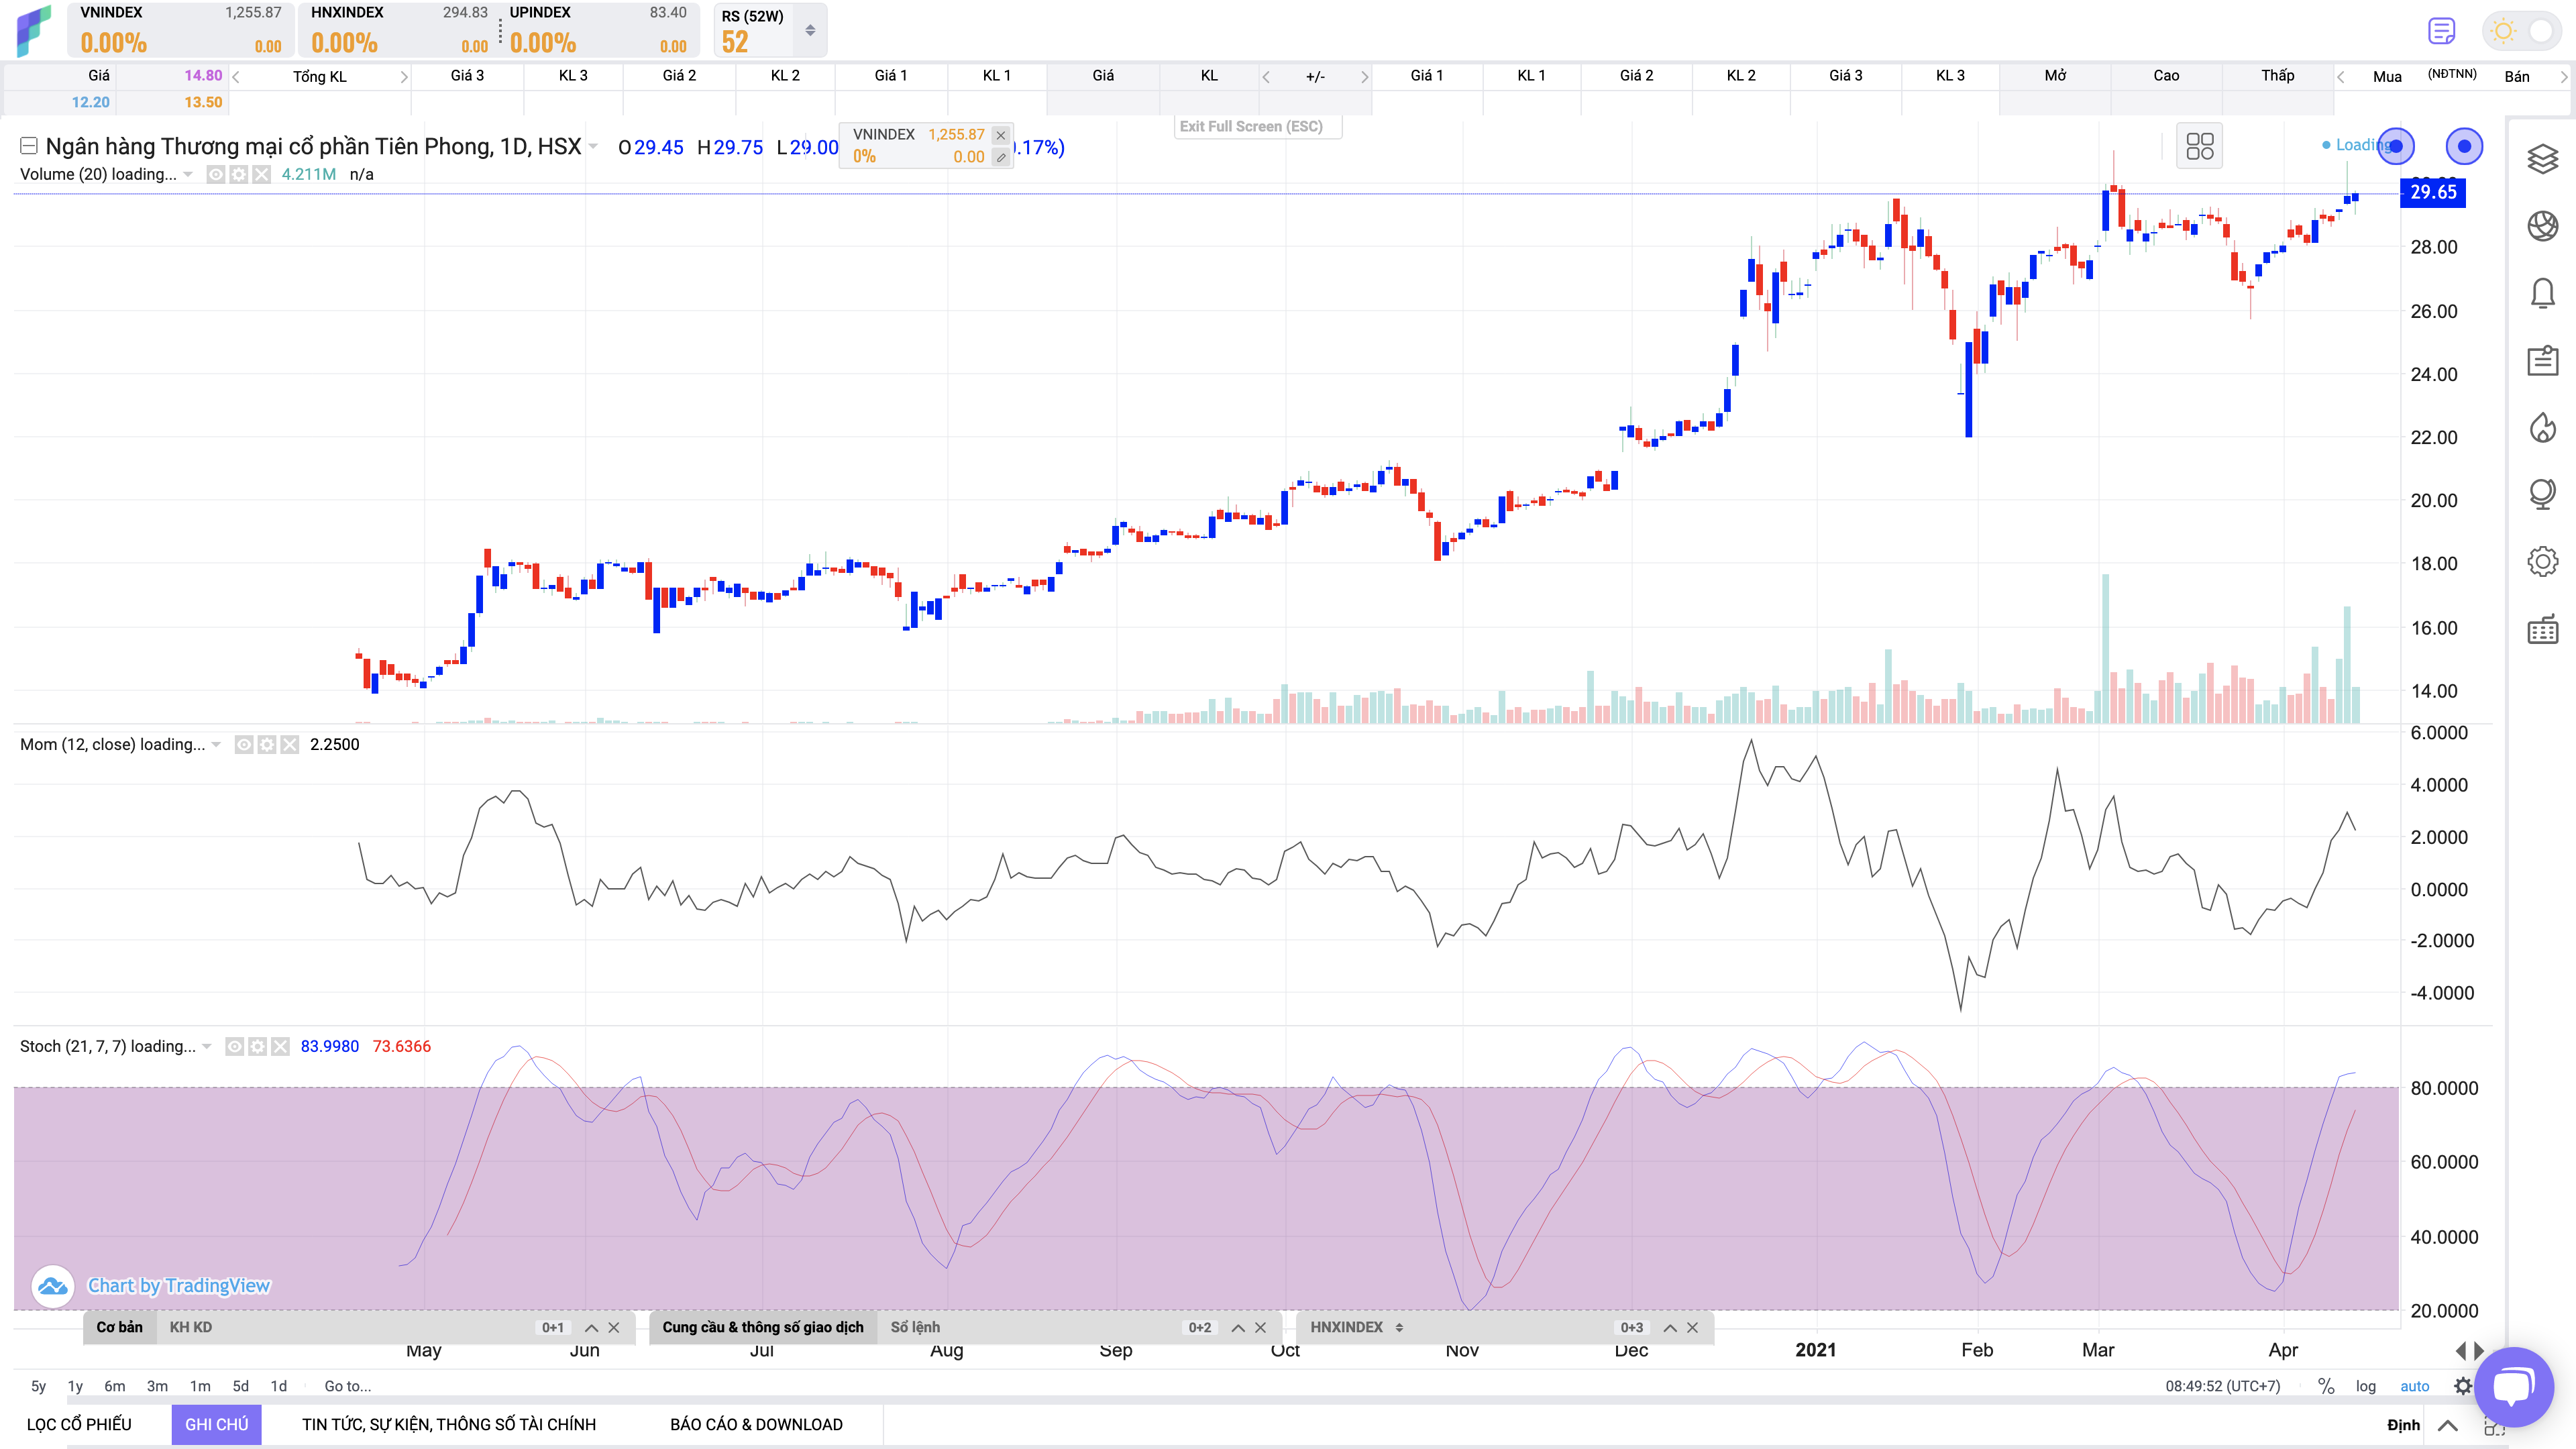 VNINDEX 1,255.87 HNXINDEX 294.83 UPINDEX 83.40 RS (52W)
0.00% 0.00 0.00% 0.00 0.00% 0.00 52
Giá 14.80 Tổng KL Giá 3 KL 3 Giá 2 KL 2 Giá 1 KL 1 Giá KL +/- Giá 1 KL 1 Giá 2 KL 2 Giá 3 KL 3 Mở Cao Thấp Mua (NĐTNN) Bán
12.20 13.50
Exit Full Screen (ESC)
VNINDEX 1,255.87
0% 0.00
Ngân hàng Thương mại cổ phần Tiên Phong, 1D, HSX O29.45 H29.75 L29.00 .17%) Loading
Volume (20) loading... 4.211M n/a
29.65
28.00
26.00
24.00
22.00
20.00
18.00
16.00
14.00
6.0000
Mom (12, close) loading... 2.2500
4.0000
2.0000
0.0000
-2.0000
-4.0000
Stoch (21, 7, 7) loading... 83.9980 73.6366
80.0000
60.0000
40.0000
Chart by TradingView
20.0000
Cơ bản KH KD 0+1 Cung cầu & thông số giao dịch Sổ lệnh 0+2 HNXINDEX 0+3
May Jun Jul Aug Sep Oct Nov Dec 2021 Feb Mar Apr
5y 1y 6m 3m 1m 5d 1d Go to... 08:49:52 (UTC+7) % log auto
LỌC CỔ PHIẾU GHI CHÚ TIN TỨC, SỰ KIỆN, THÔNG SỐ TÀI CHÍNH BÁO CÁO & DOWNLOAD Định